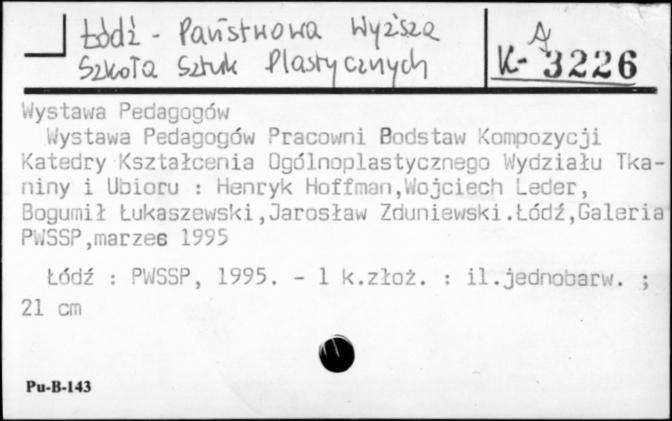 Łódź - Państwowa Wyższa
Szkoła Sztuk Plastycznych
A
K-3226
Wystawa Pedagogów
Wystawa Pedagogów Pracowni Bodstaw Kompozycji
Katedry Kształcenia Ogólnoplastycznego Wydziału Tka-
niny i Ubioru : Henryk Hoffman,Wojciech Leder,
Bogumił Łukaszewski,Jarosław Zduniewski.Łódź,Galeria
PWSSP,marzec 1995
Łódź : PWSSP, 1995. - 1 k.złoż. : il.jednobarw. ;
21 cm
Pu-B-143